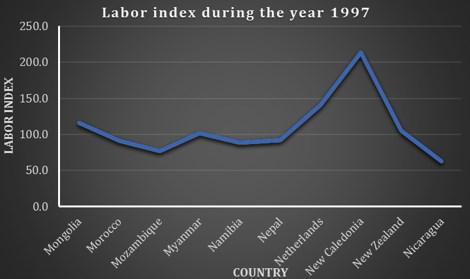 Labor index during the year 1997
250.0
200.0
150.0
100.0
50.0
0.0
LABOR INDEX
Mongolia
Morocco
Mozambique
Myanmar
Namibia
Nepal
Netherlands
New Caledonia
New Zealand
Nicaragua
COUNTRY